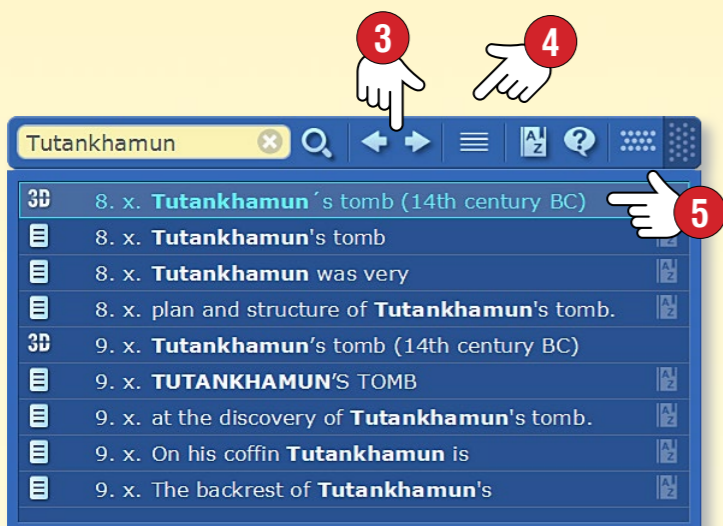 3
4
Tutankhamun
A Z ?
5
3D 8. x. Tutankhamun´s tomb (14th century BC)
8. x. Tutankhamun's tomb
8. x. Tutankhamun was very
8. x. plan and structure of Tutankhamun's tomb.
3D 9. x. Tutankhamun’s tomb (14th century BC)
9. x. TUTANKHAMUN’S TOMB
9. x. at the discovery of Tutankhamun's tomb.
9. x. On his coffin Tutankhamun is
9. x. The backrest of Tutankhamun's